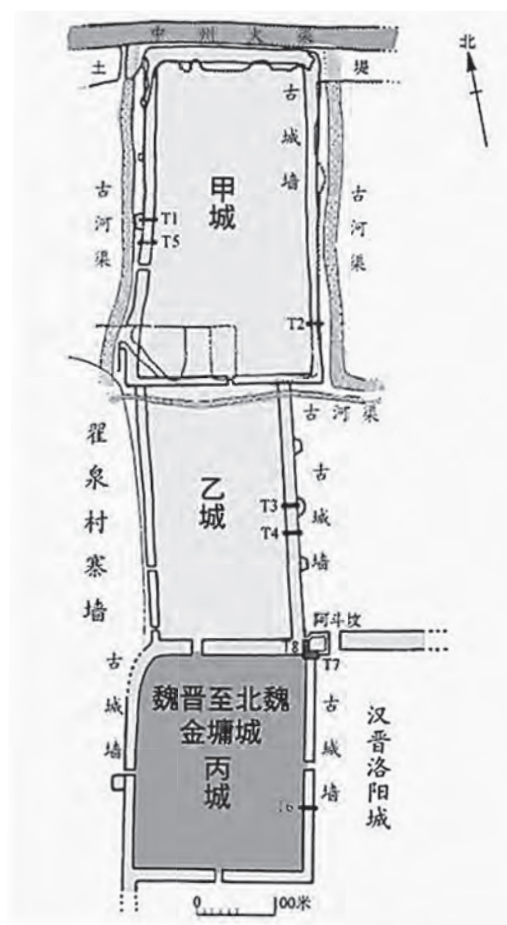 中州大渠
北
土
堤
古城墙
古河渠
古河渠
甲城
T1
T5
T2
古河渠
翟泉村寨墙
乙城
古城墙
T3
T4
阿斗坟
T8
T7
古城墙
魏晋至北魏
金墉城
丙城
古城墙
汉晋洛阳城
T6
0
100米